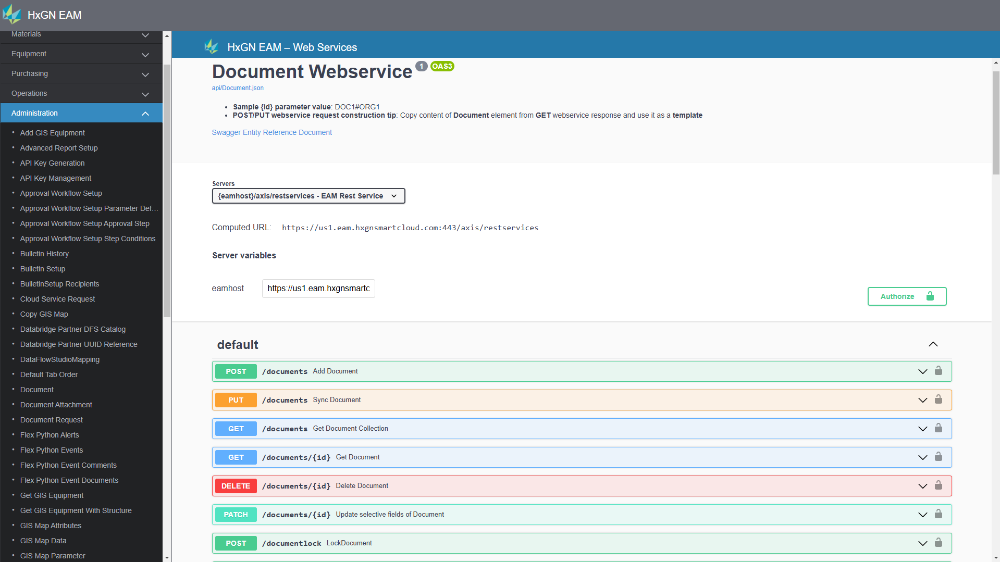 HxGN EAM
Materials
Equipment
Purchasing
Operations
Administration
Add GIS Equipment
Advanced Report Setup
API Key Generation
API Key Management
Approval Workflow Setup
Approval Workflow Setup Parameter Def...
Approval Workflow Setup Approval Step
Approval Workflow Setup Step Conditions
Bulletin History
Bulletin Setup
BulletinSetup Recipients
Cloud Service Request
Copy GIS Map
Databridge Partner DFS Catalog
Databridge Partner UUID Reference
DataFlowStudioMapping
Default Tab Order
Document
Document Attachment
Document Request
Flex Python Alerts
Flex Python Events
Flex Python Event Comments
Flex Python Event Documents
Get GIS Equipment
Get GIS Equipment With Structure
GIS Map Attributes
GIS Map Data
GIS Map Parameter
HxGN EAM – Web Services
Document Webservice 1 OAS3
api/Document.json
• Sample {id} parameter value: DOC1#ORG1
• POST/PUT webservice request construction tip: Copy content of Document element from GET webservice response and use it as a template
Swagger Entity Reference Document
Servers
{eamhost}/axis/restservices - EAM Rest Service
Computed URL: https://us1.eam.hxgnsmartcloud.com:443/axis/restservices
Server variables
eamhost https://us1.eam.hxgnsmartc
Authorize
default
POST /documents Add Document
PUT /documents Sync Document
GET /documents Get Document Collection
GET /documents/{id} Get Document
DELETE /documents/{id} Delete Document
PATCH /documents/{id} Update selective fields of Document
POST /documentlock LockDocument